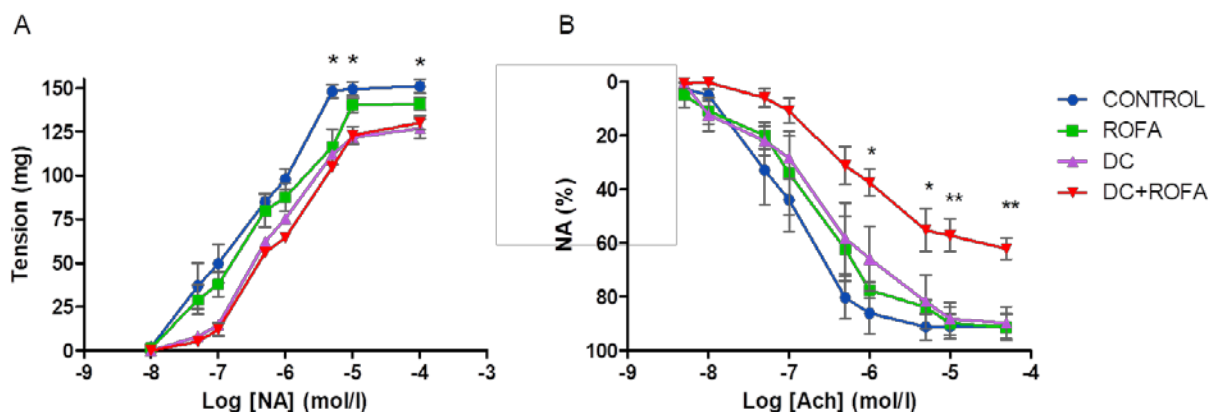 A
Tension (mg)
150
125
100
75
50
25
0
* * *
-9 -8 -7 -6 -5 -4 -3
Log [NA] (mol/l)
B
NA (%)
0
20
40
60
80
100
* * ** **
-9 -8 -7 -6 -5 -4
Log [Ach] (mol/l)
CONTROL
ROFA
DC
DC+ROFA